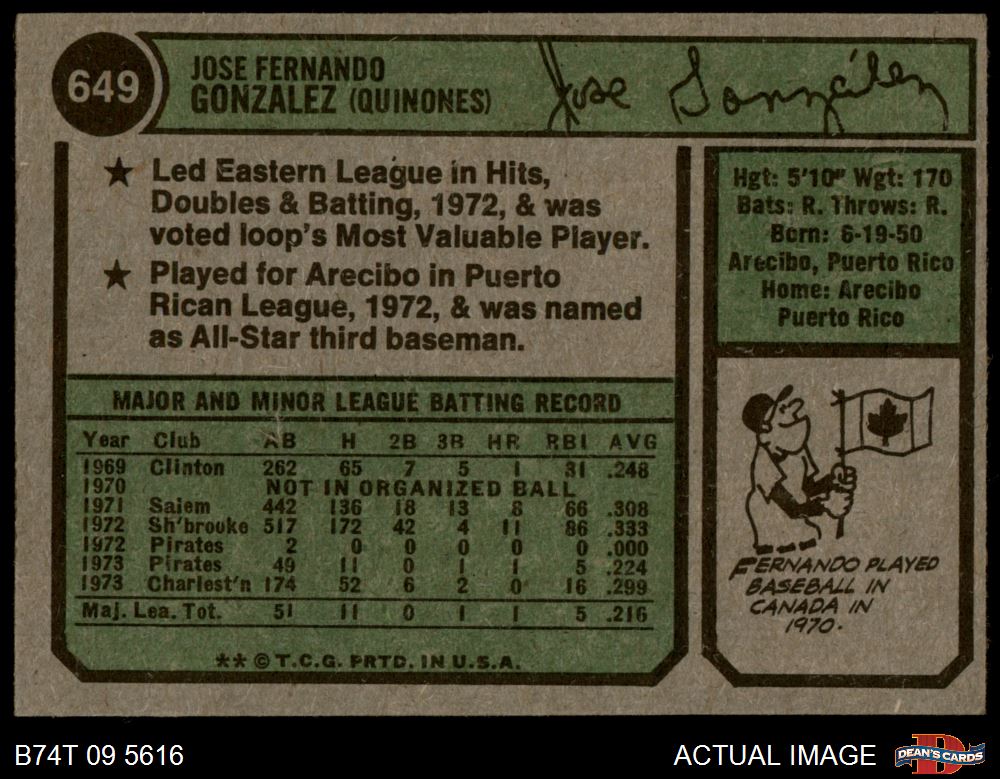 649
JOSE FERNANDO
GONZALEZ (QUINONES)
Jose González
★ Led Eastern League in Hits,
Doubles & Batting, 1972, & was
voted loop's Most Valuable Player.
★ Played for Arecibo in Puerto
Rican League, 1972, & was named
as All-Star third baseman.
Hgt: 5'10" Wgt: 170
Bats: R. Throws: R.
Born: 6-19-50
Arecibo, Puerto Rico
Home: Arecibo
Puerto Rico
MAJOR AND MINOR LEAGUE BATTING RECORD
Year Club AB H 2B 3B HR RBI AVG
1969 Clinton 262 65 7 5 1 31 .248
1970 NOT IN ORGANIZED BALL
1971 Salem 442 136 18 13 8 66 .308
1972 Sh'brooke 517 172 42 4 11 86 .333
1972 Pirates 2 0 0 0 0 0 .000
1973 Pirates 49 11 0 1 1 5 .224
1973 Charlest'n 174 52 6 2 0 16 .299
Maj. Lea. Tot. 51 11 0 1 1 5 .216
** © T.C.G. PRTD. IN U.S.A.
FERNANDO PLAYED
BASEBALL IN
CANADA IN
1970.
B74T 09 5616
ACTUAL IMAGE
D
DEAN'S CARDS